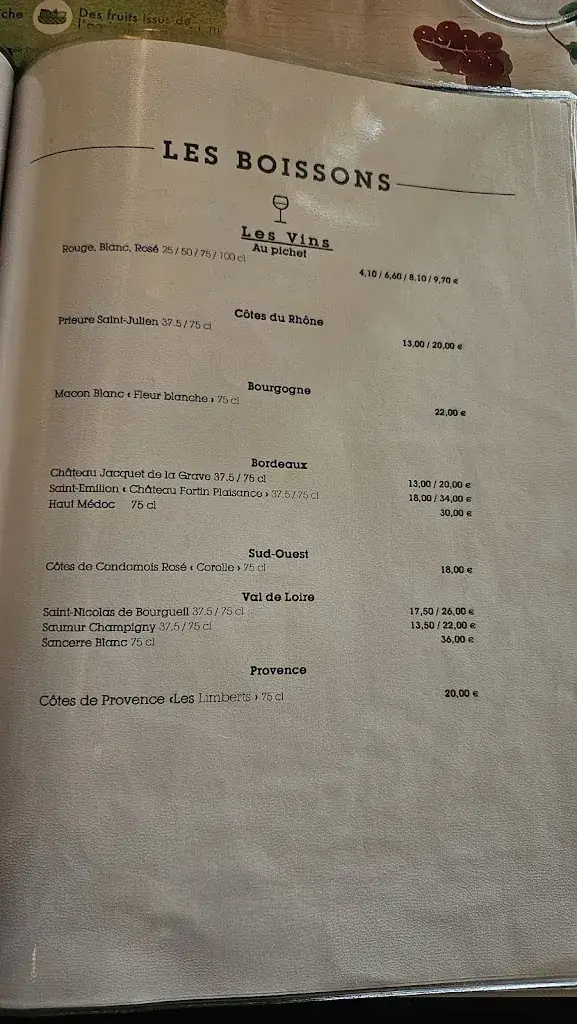 che
Des fruits issus de
LES BOISSONS
Les Vins
Au pichet
Rouge, Blanc, Rosé 25 / 50 / 75 / 100 cl
4,10 / 6,60 / 8,10 / 9,70 €
Côtes du Rhône
Prieure Saint-Julien 37.5 / 75 cl
13,00 / 20,00 €
Bourgogne
Macon Blanc « Fleur blanche » 75 cl
22,00 €
Bordeaux
Château Jacquet de la Grave 37.5 / 75 cl 13,00 / 20,00 €
Saint-Emilion « Château Fortin Plaisance » 37.5 / 75 cl 18,00 / 34,00 €
Haut Médoc 75 cl 30,00 €
Sud-Ouest
Côtes de Condomois Rosé « Corolle » 75 cl 18,00 €
Val de Loire
Saint-Nicolas de Bourgueil 37.5 / 75 cl 17,50 / 26,00 €
Saumur Champigny 37,5 / 75 cl 13,50 / 22,00 €
Sancerre Blanc 75 cl 36,00 €
Provence
Côtes de Provence «Les Limberts » 75 cl 20,00 €